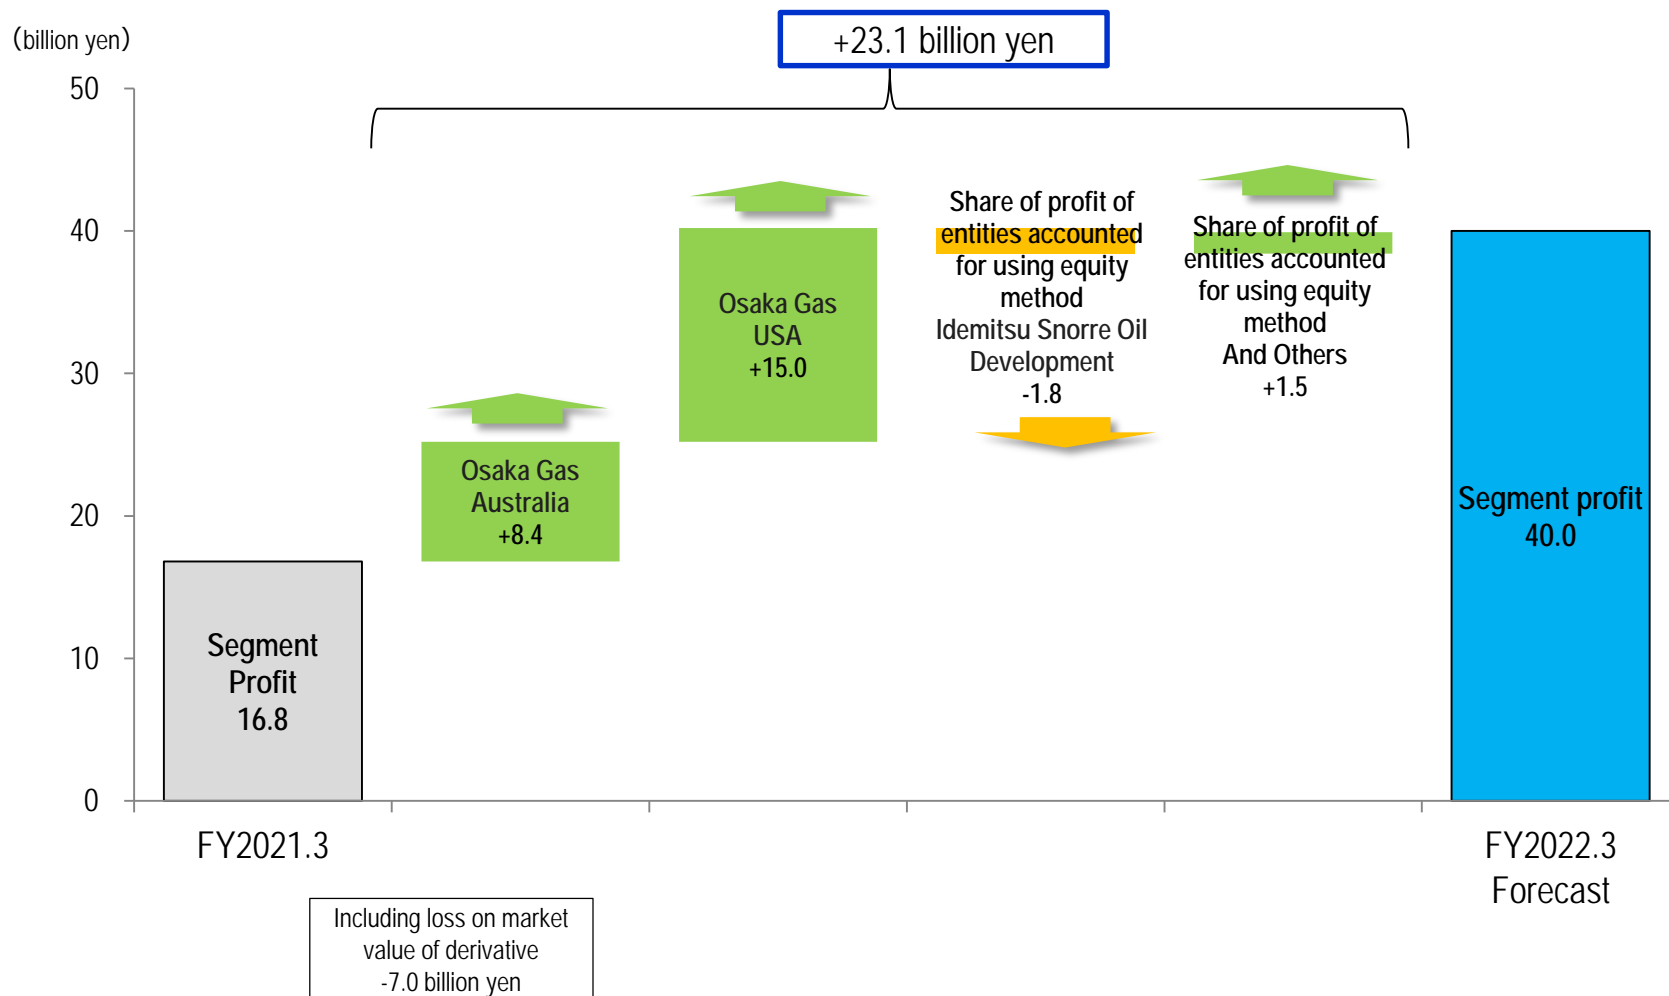 (billion yen)
+23.1 billion yen
50
40
30
20
10
0
Segment
Profit
16.8
Osaka Gas
Australia
+8.4
Osaka Gas
USA
+15.0
Share of profit of
entities accounted
for using equity
method
Idemitsu Snorre Oil
Development
-1.8
Share of profit of
entities accounted
for using equity
method
And Others
+1.5
Segment profit
40.0
FY2021.3
FY2022.3
Forecast
Including loss on market
value of derivative
-7.0 billion yen